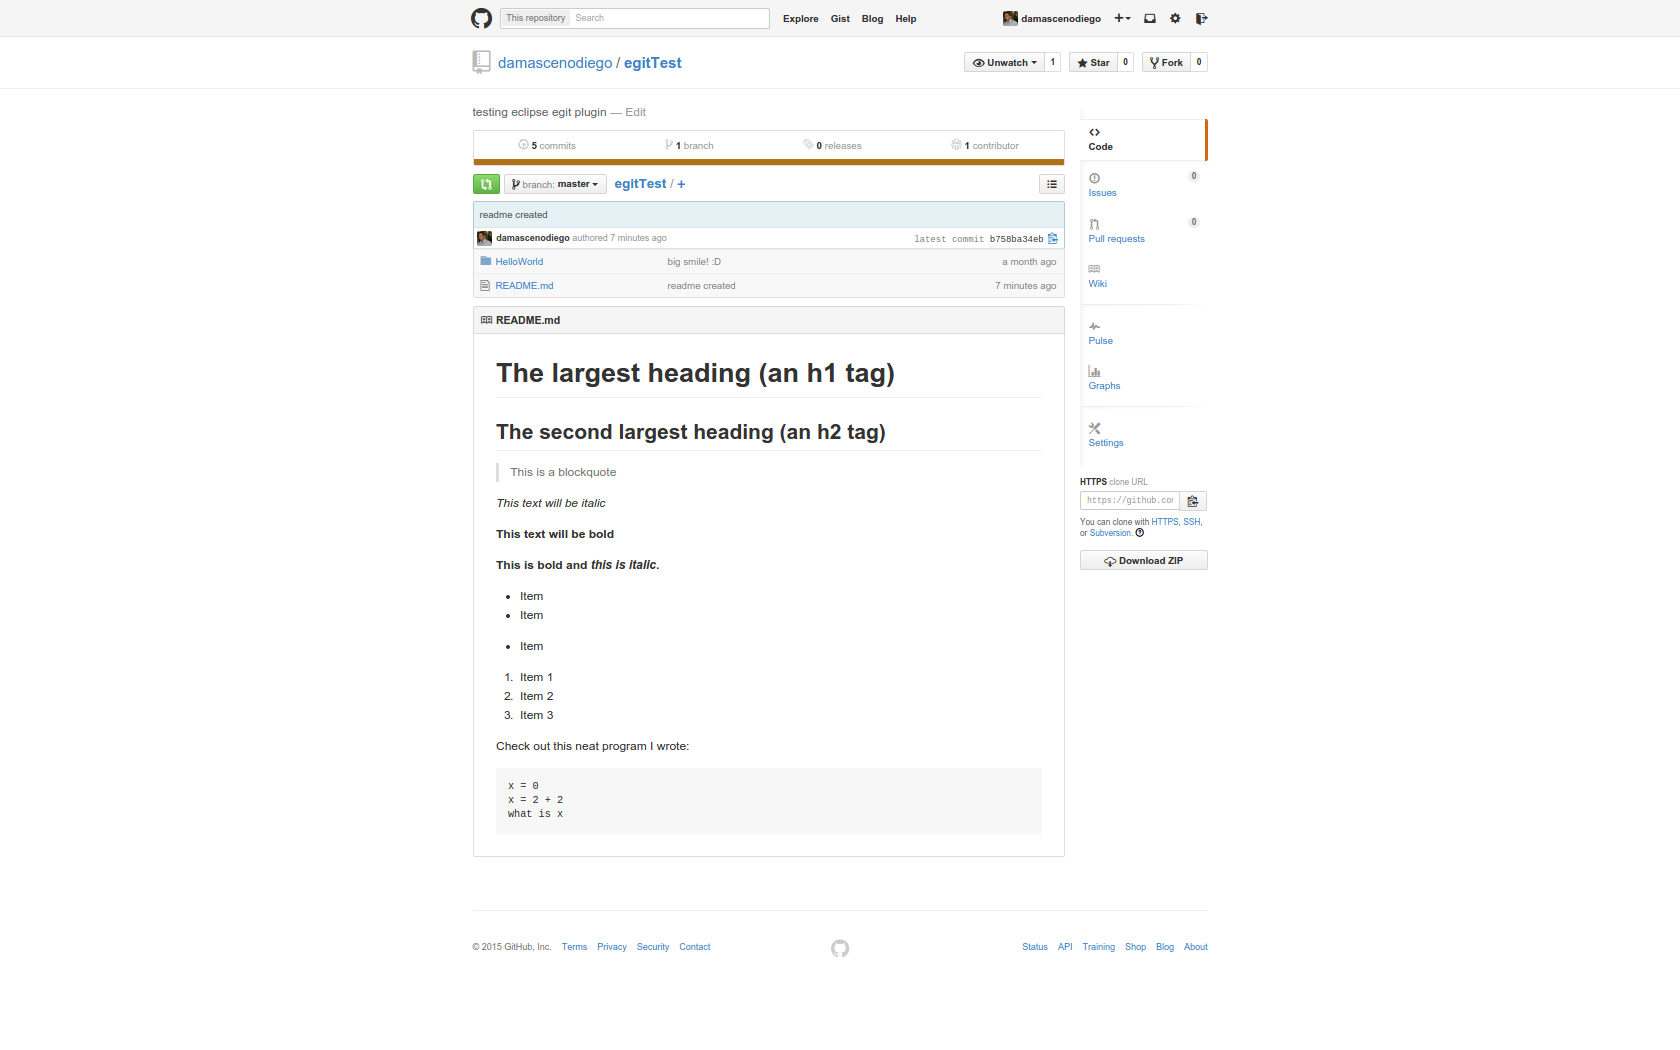 This repository Search Explore Gist Blog Help damascenodiego
damascenodiego / egitTest Unwatch 1 Star 0 Fork 0
testing eclipse egit plugin — Edit
5 commits 1 branch 0 releases 1 contributor
branch: master egitTest / +
readme created
damascenodiego authored 7 minutes ago latest commit b758ba34eb
HelloWorld big smile! :D a month ago
README.md readme created 7 minutes ago
README.md
The largest heading (an h1 tag)
The second largest heading (an h2 tag)
This is a blockquote
This text will be italic
This text will be bold
This is bold and this is italic.
• Item
• Item
• Item
1. Item 1
2. Item 2
3. Item 3
Check out this neat program I wrote:
x = 0
x = 2 + 2
what is x
Code
Issues 0
Pull requests 0
Wiki
Pulse
Graphs
Settings
HTTPS clone URL
https://github.co
You can clone with HTTPS, SSH,
or Subversion.
Download ZIP
© 2015 GitHub, Inc. Terms Privacy Security Contact Status API Training Shop Blog About